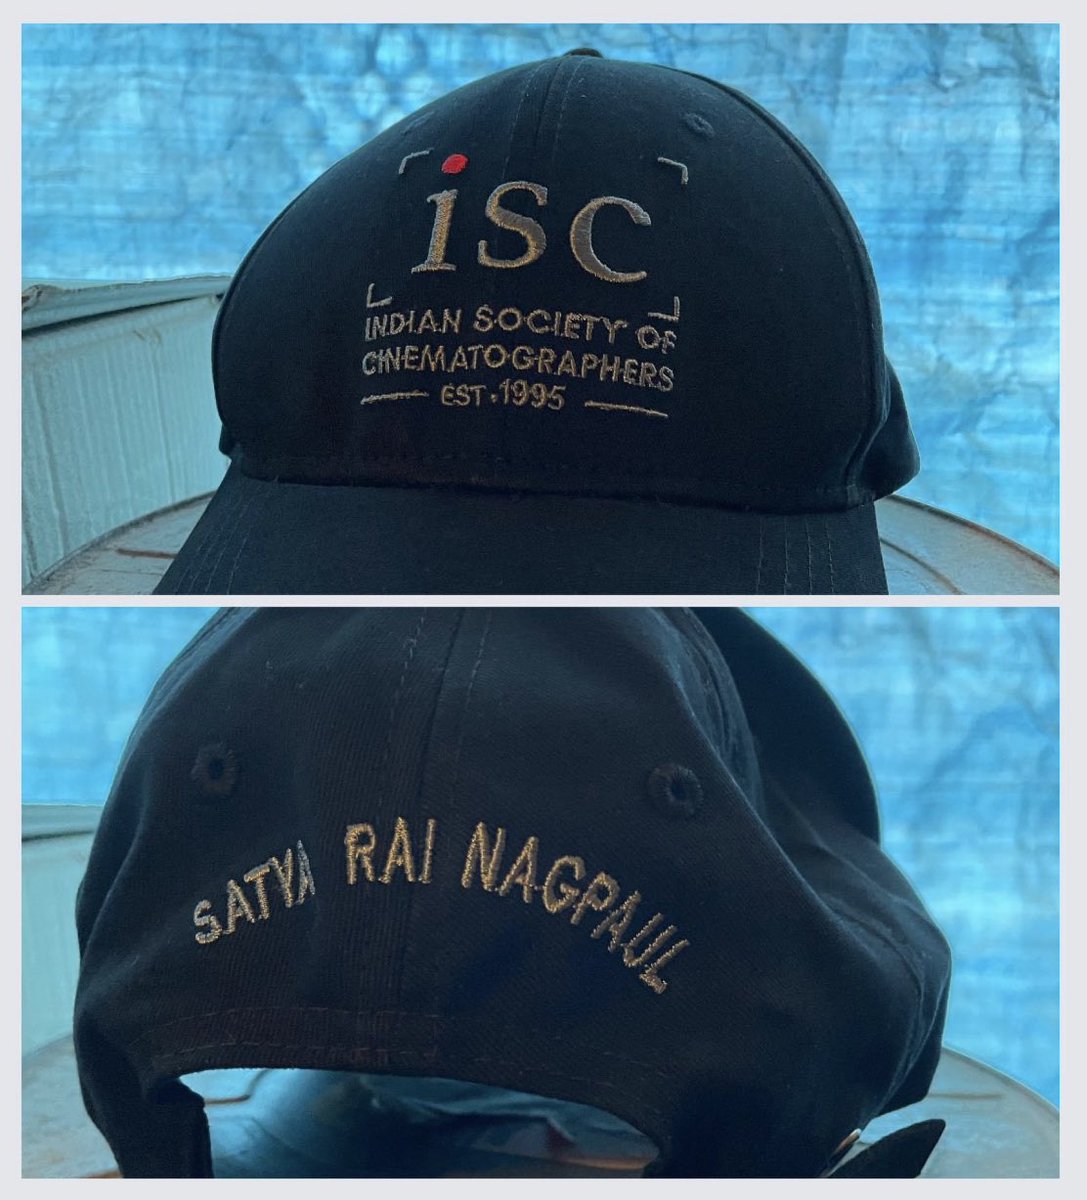 iSC
INDIAN SOCIETY OF
CINEMATOGRAPHERS
EST.1995
SATYA RAI NAGPAUL